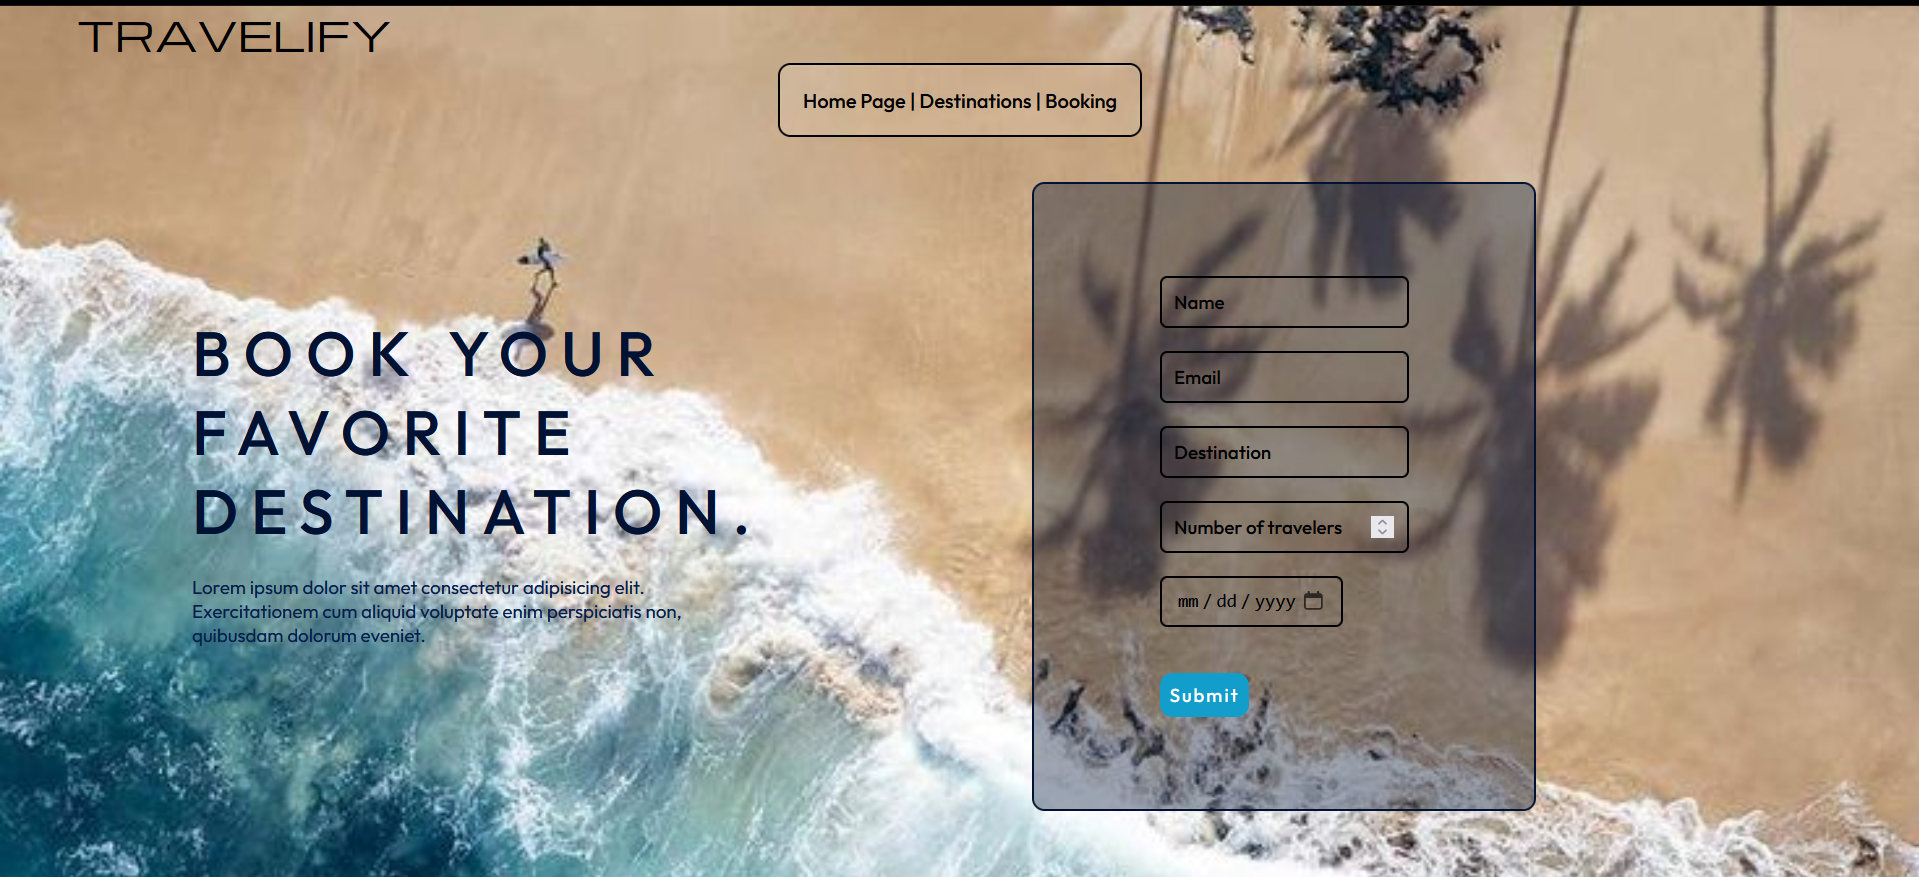 TRAVELIFY
Home Page | Destinations | Booking
BOOK YOUR
FAVORITE
DESTINATION.
Lorem ipsum dolor sit amet consectetur adipisicing elit.
Exercitationem cum aliquid voluptate enim perspiciatis non,
quibusdam dolorum eveniet.
Name
Email
Destination
Number of travelers
mm / dd / yyyy
Submit